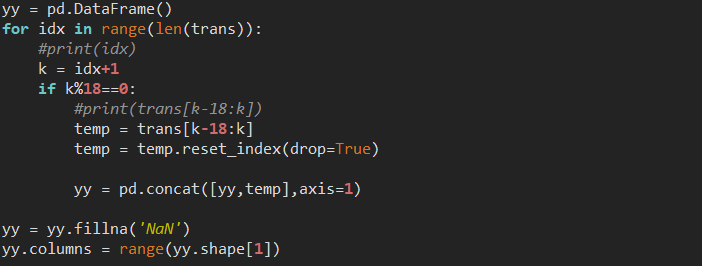 yy = pd.DataFrame()
for idx in range(len(trans)):
    #print(idx)
    k = idx+1
    if k%18==0:
        #print(trans[k-18:k])
        temp = trans[k-18:k]
        temp = temp.reset_index(drop=True)

        yy = pd.concat([yy,temp],axis=1)

yy = yy.fillna('NaN')
yy.columns = range(yy.shape[1])